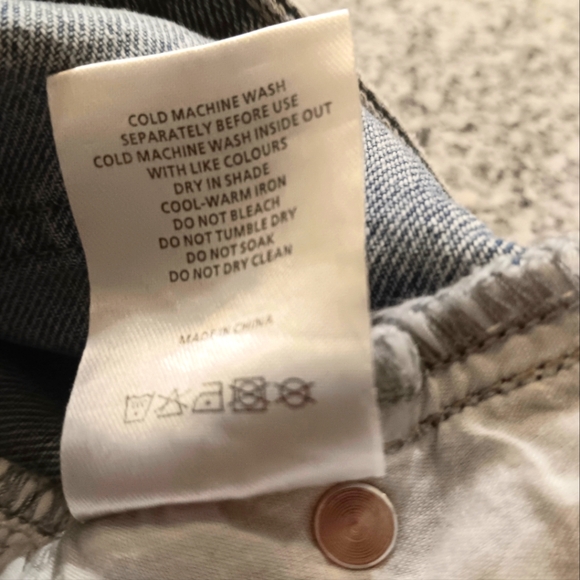 COLD MACHINE WASH
SEPARATELY BEFORE USE
COLD MACHINE WASH INSIDE OUT
WITH LIKE COLOURS
DRY IN SHADE
COOL-WARM IRON
DO NOT BLEACH
DO NOT TUMBLE DRY
DO NOT SOAK
DO NOT DRY CLEAN
MADE IN CHINA